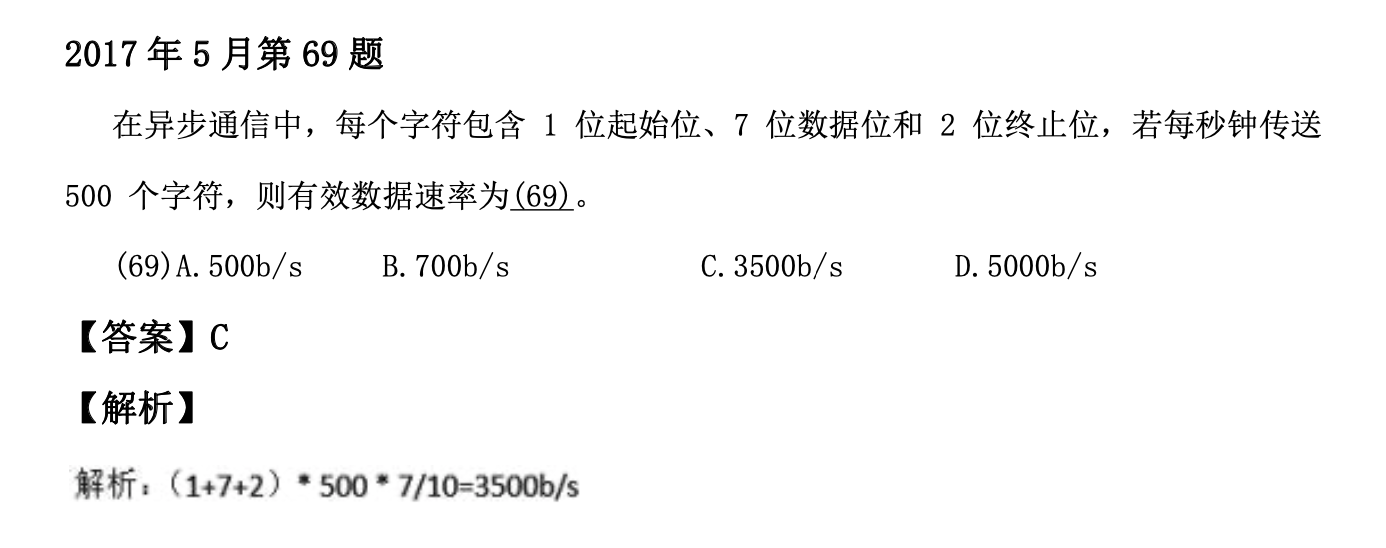 2017 年 5 月第 69 题
在异步通信中，每个字符包含 1 位起始位、7 位数据位和 2 位终止位，若每秒钟传送
500 个字符，则有效数据速率为(69)。
(69)A.500b/s B.700b/s C.3500b/s D.5000b/s
【答案】C
【解析】
解析：（1+7+2）* 500 * 7/10=3500b/s